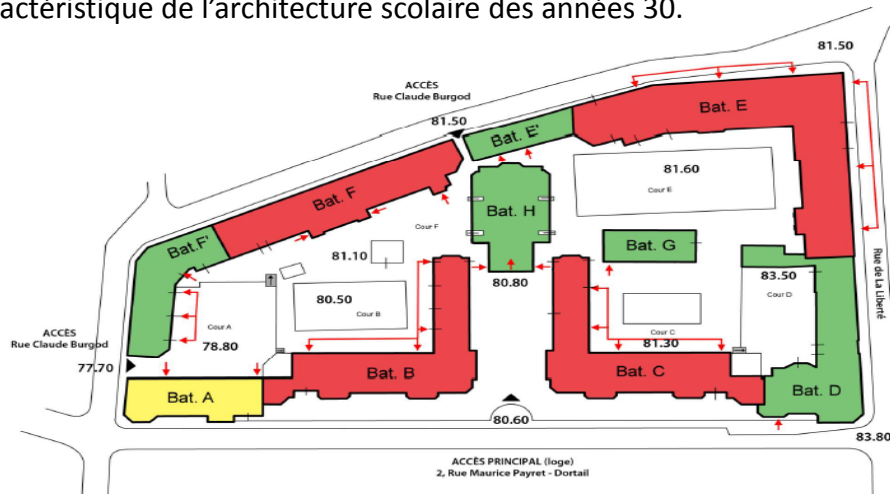 actéristique de l'architecture scolaire des années 30.
81.50
ACCÈS
Rue Claude Burgod
81.50
Bat. E
Bat. E'
81.60
Cour E
Bat. F
Bat. H
Cour F
Bat.F'
Bat. G
81.10
80.80
83.50
Cour D
Rue de La Liberté
80.50
Cour B
Cour A
78.80
Cour C
81.30
ACCÈS
Rue Claude Burgod
77.70
Bat. B
Bat. C
Bat. A
Bat. D
80.60
83.80
ACCÈS PRINCIPAL (loge)
2, Rue Maurice Payret - Dortail